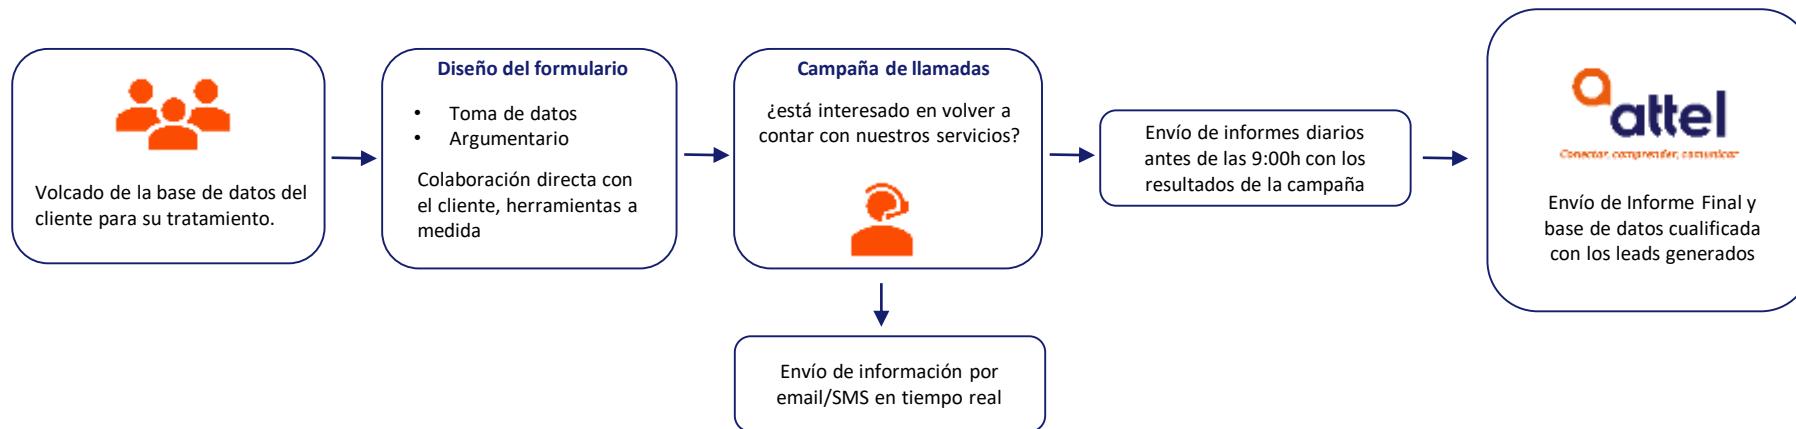 Volcado de la base de datos del
cliente para su tratamiento.
Diseño del formulario
• Toma de datos
• Argumentario
Colaboración directa con
el cliente, herramientas a
medida
Campaña de llamadas
¿está interesado en volver a
contar con nuestros servicios?
Envío de información por
email/SMS en tiempo real
Envío de informes diarios
antes de las 9:00h con los
resultados de la campaña
attel
Conectar, comprender, comunicar
Envío de Informe Final y
base de datos cualificada
con los leads generados